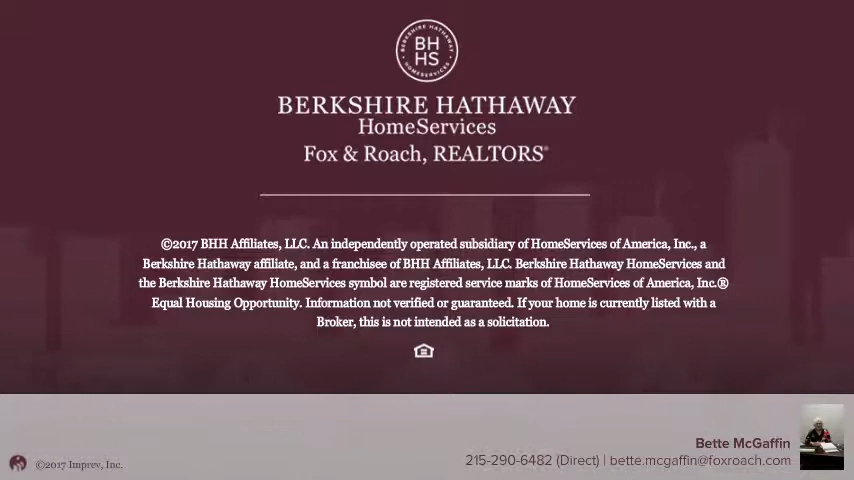 BERKSHIRE HATHAWAY
HOMESERVICES
BH
HS
BERKSHIRE HATHAWAY
HomeServices
Fox & Roach, REALTORS®
©2017 BHH Affiliates, LLC. An independently operated subsidiary of HomeServices of America, Inc., a
Berkshire Hathaway affiliate, and a franchisee of BHH Affiliates, LLC. Berkshire Hathaway HomeServices and
the Berkshire Hathaway HomeServices symbol are registered service marks of HomeServices of America, Inc.®
Equal Housing Opportunity. Information not verified or guaranteed. If your home is currently listed with a
Broker, this is not intended as a solicitation.
Bette McGaffin
215-290-6482 (Direct) | bette.mcgaffin@foxroach.com
©2017 Imprev, Inc.